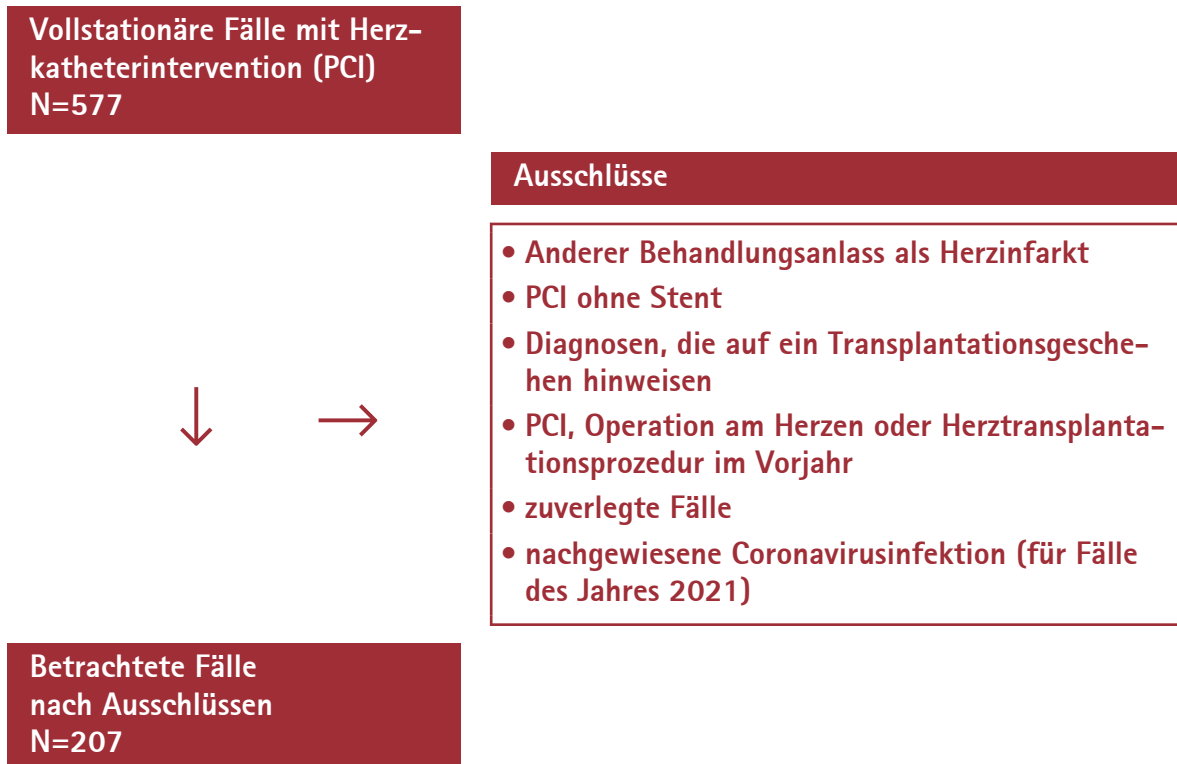 Vollstationäre Fälle mit Herz-
katheterintervention (PCI)
N=577
Ausschlüsse
• Anderer Behandlungsanlass als Herzinfarkt
• PCI ohne Stent
• Diagnosen, die auf ein Transplantationsgesche-
hen hinweisen
• PCI, Operation am Herzen oder Herztransplanta-
tionsprozedur im Vorjahr
• zuverlegte Fälle
• nachgewiesene Coronavirusinfektion (für Fälle
des Jahres 2021)
Betrachtete Fälle
nach Ausschlüssen
N=207